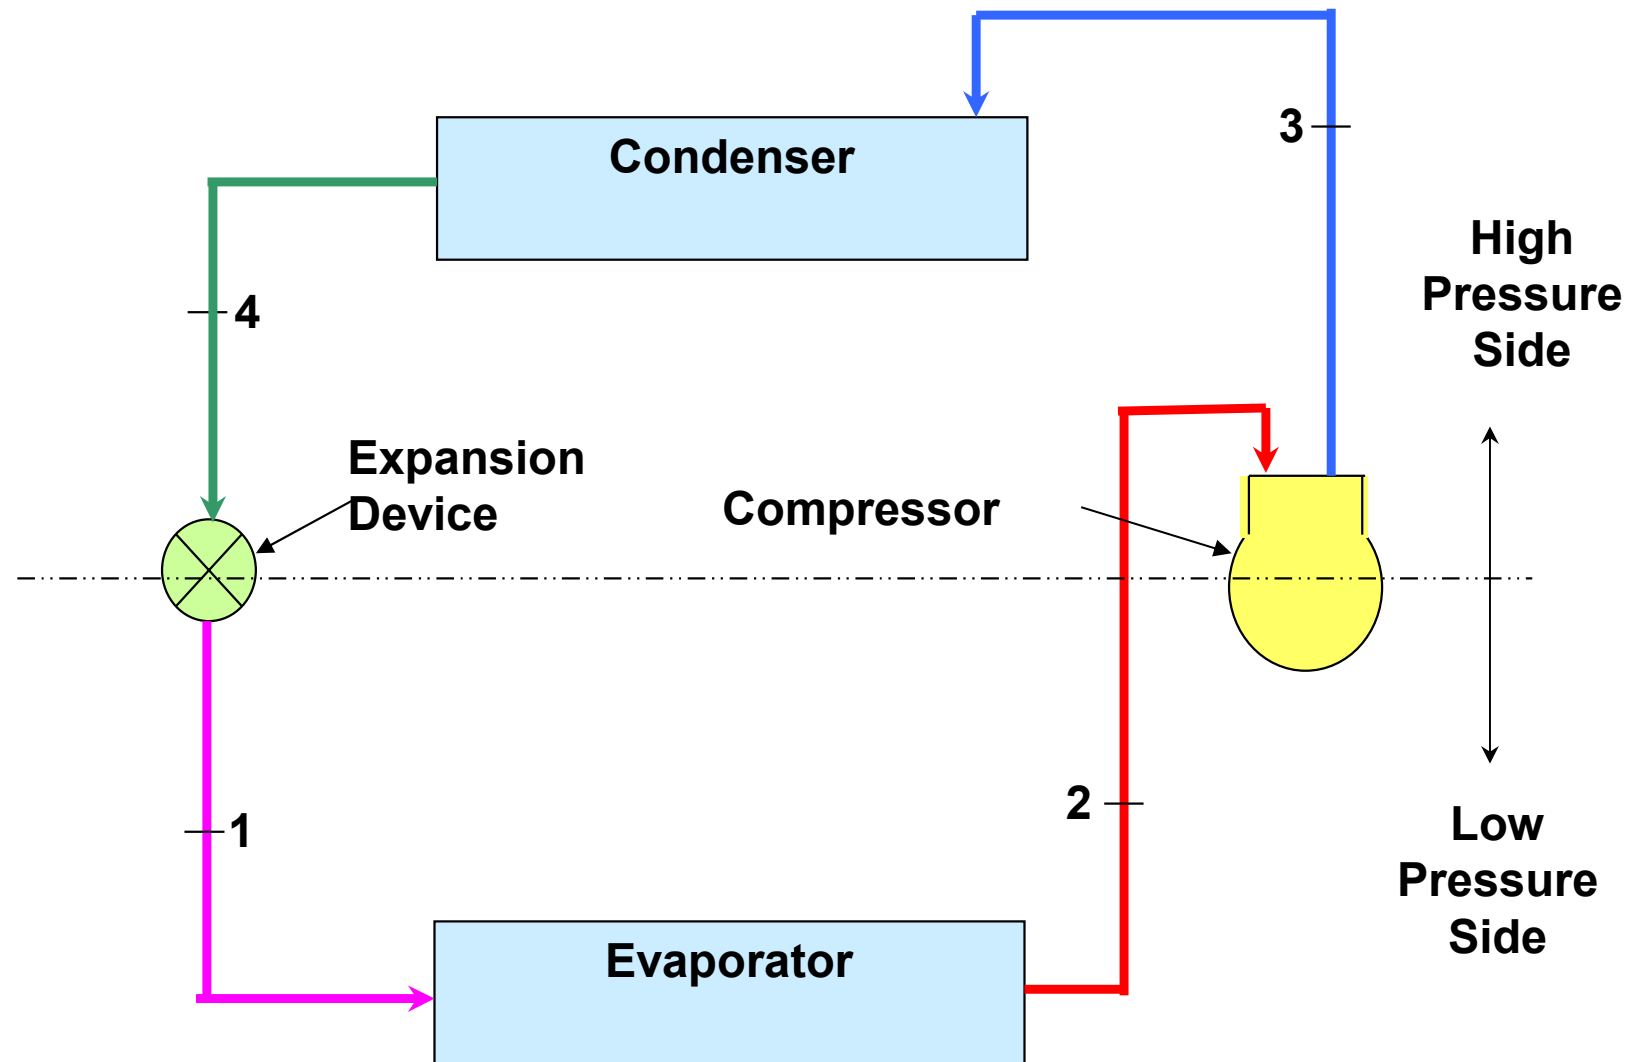 Condenser
3
High
Pressure
Side
4
Expansion
Device
Compressor
2
1
Low
Pressure
Side
Evaporator